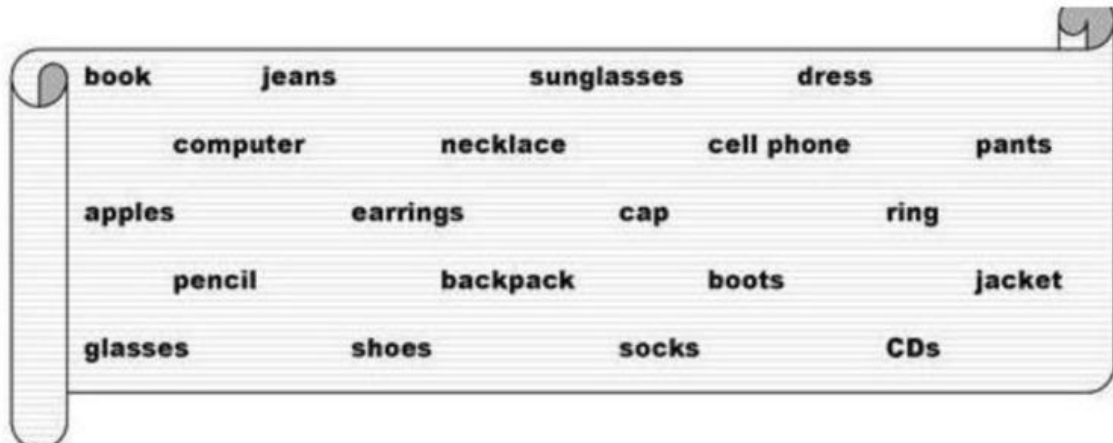 book jeans sunglasses dress
computer necklace cell phone pants
apples earrings cap ring
pencil backpack boots jacket
glasses shoes socks CDs